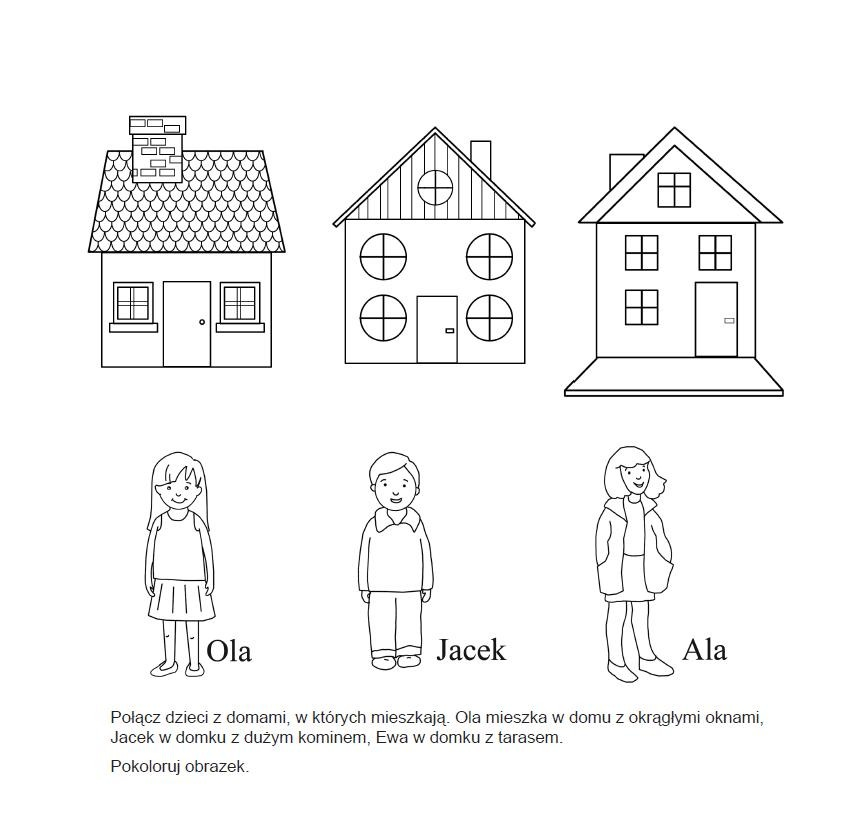 Ola
Jacek
Ala
Połącz dzieci z domami, w których mieszkają. Ola mieszka w domu z okrągłymi oknami,
Jacek w domku z dużym kominem, Ewa w domku z tarasem.
Pokoloruj obrazek.